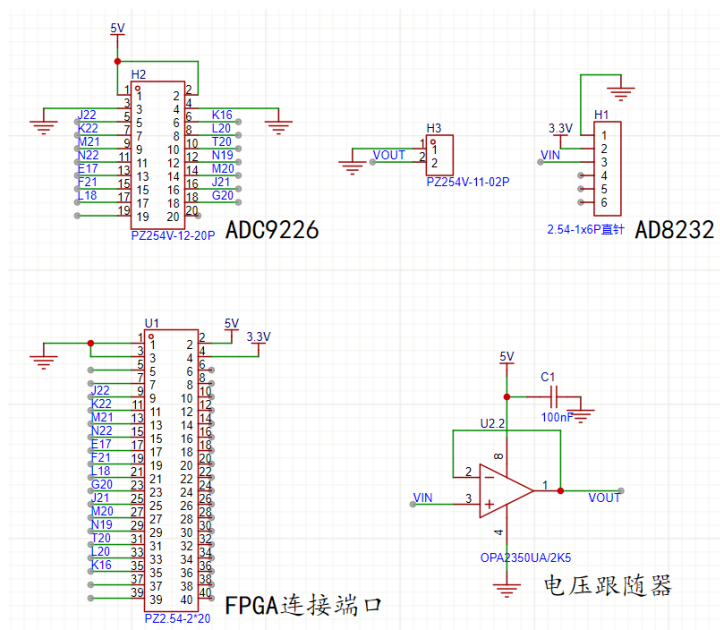 5V
H2
1 1 2 2
3 3 4 4
J22 5 5 6 6 K16
K22 7 7 8 8 L20
M21 9 9 10 10 T20
N22 11 11 12 12 N19
E17 13 13 14 14 M20
F21 15 15 16 16 J21
L18 17 17 18 18 G20
19 19 20 20
PZ254V-12-20P
ADC9226
H3
1 1
VOUT 2 2
PZ254V-11-02P
H1
3.3V
VIN
1
2
3
4
5
6
2.54-1x6P直针
AD8232
U1
5V
3.3V
1 1 2 2
3 3 4 4
5 5 6 6
7 7 8 8
J22 9 9 10 10
K22 11 11 12 12
M21 13 13 14 14
N22 15 15 16 16
E17 17 17 18 18
F21 19 19 20 20
L18 21 21 22 22
G20 23 23 24 24
J21 25 25 26 26
M20 27 27 28 28
N19 29 29 30 30
T20 31 31 32 32
L20 33 33 34 34
K16 35 35 36 36
37 37 38 38
39 39 40 40
PZ2.54-2*20
FPGA连接端口
5V
C1
100nF
U2.2
8
2
VIN 3
1
VOUT
4
OPA2350UA/2K5
电压跟随器